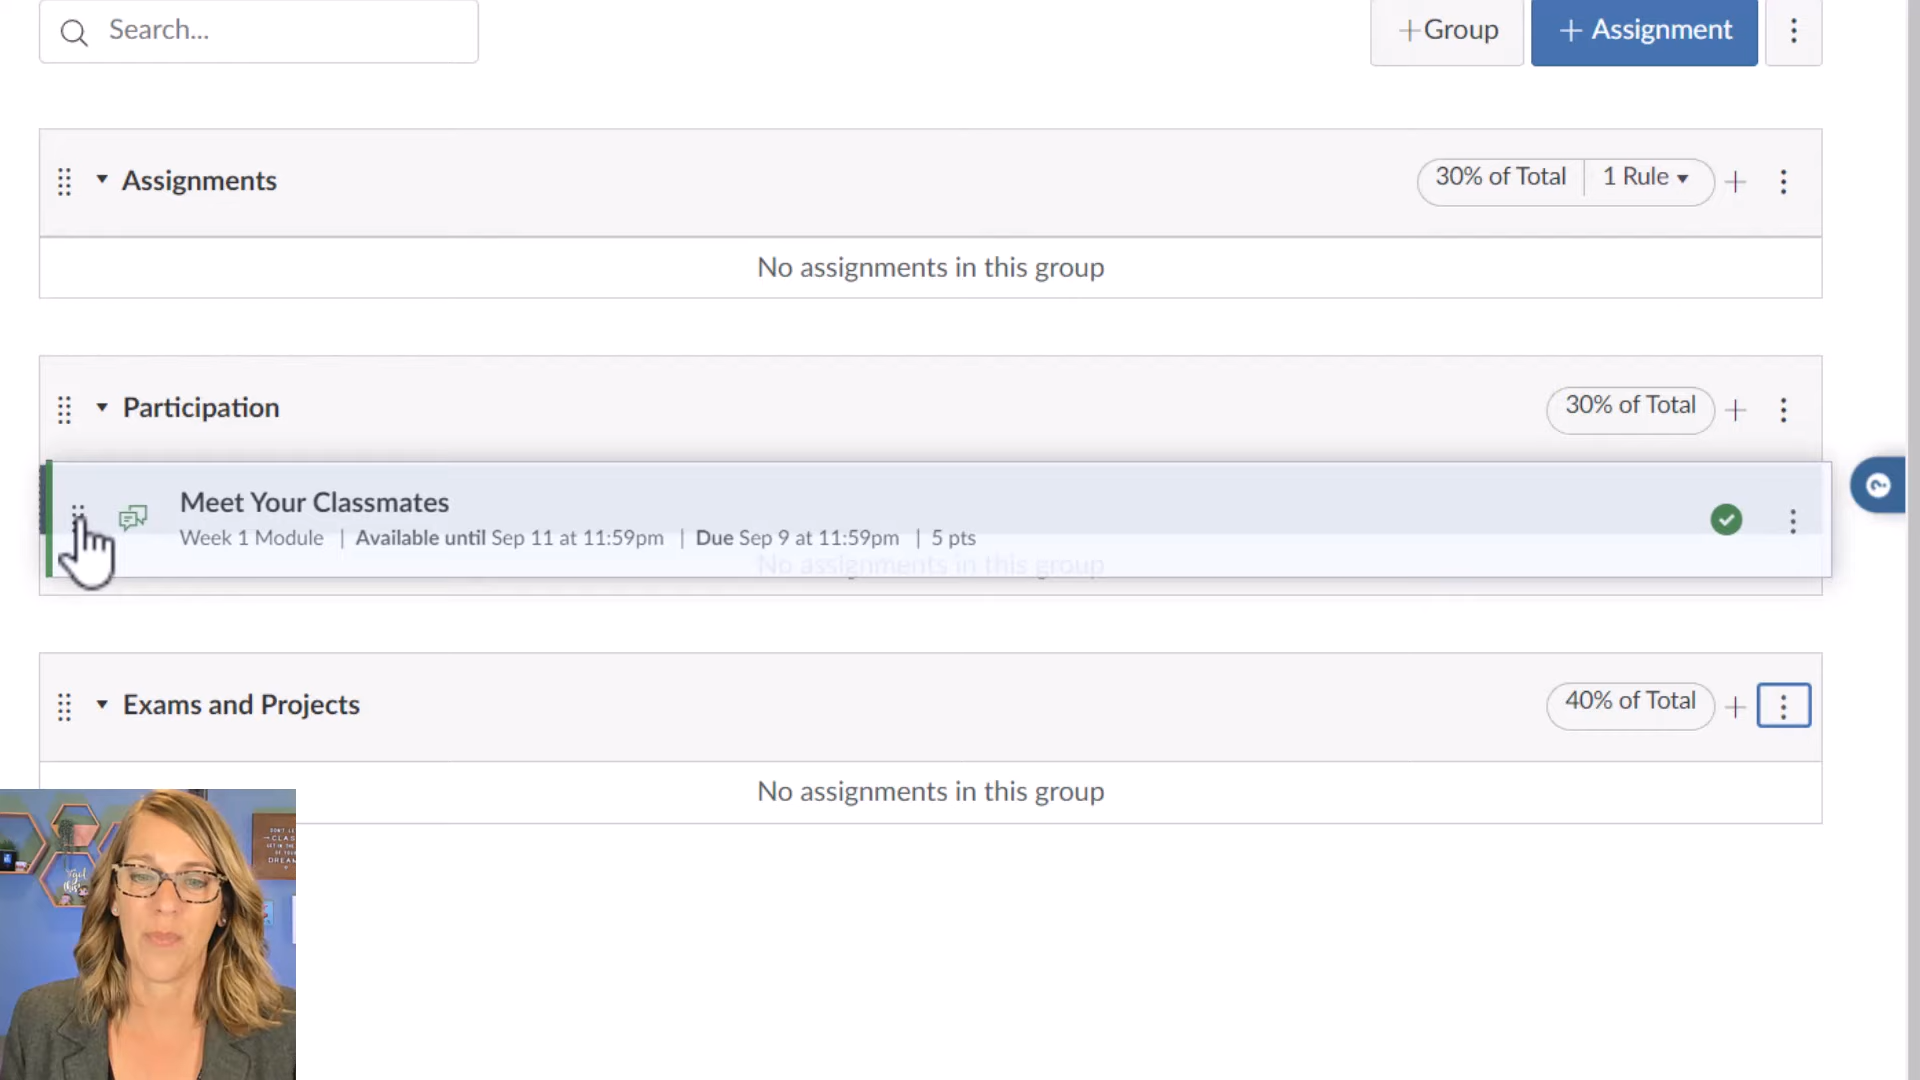 Search...
+Group
+ Assignment
Assignments
30% of Total
1 Rule
No assignments in this group
Participation
30% of Total
Meet Your Classmates
Week 1 Module | Available until Sep 11 at 11:59pm | Due Sep 9 at 11:59pm | 5 pts
No assignments in this group
Exams and Projects
40% of Total
No assignments in this group